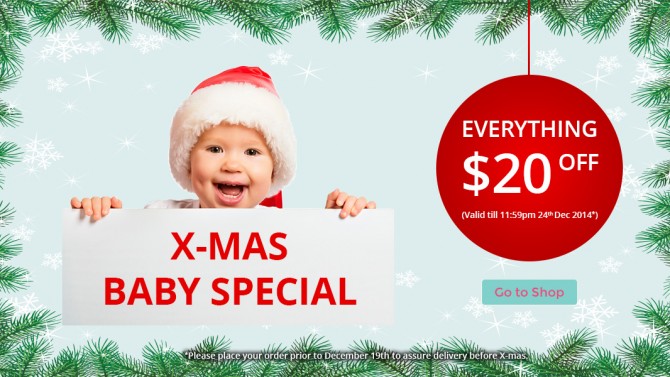 X-MAS
BABY SPECIAL
EVERYTHING
$20 OFF
(Valid till 11:59pm 24th Dec 2014*)
Go to Shop
*Please place your order prior to December 19th to assure delivery before X-mas.